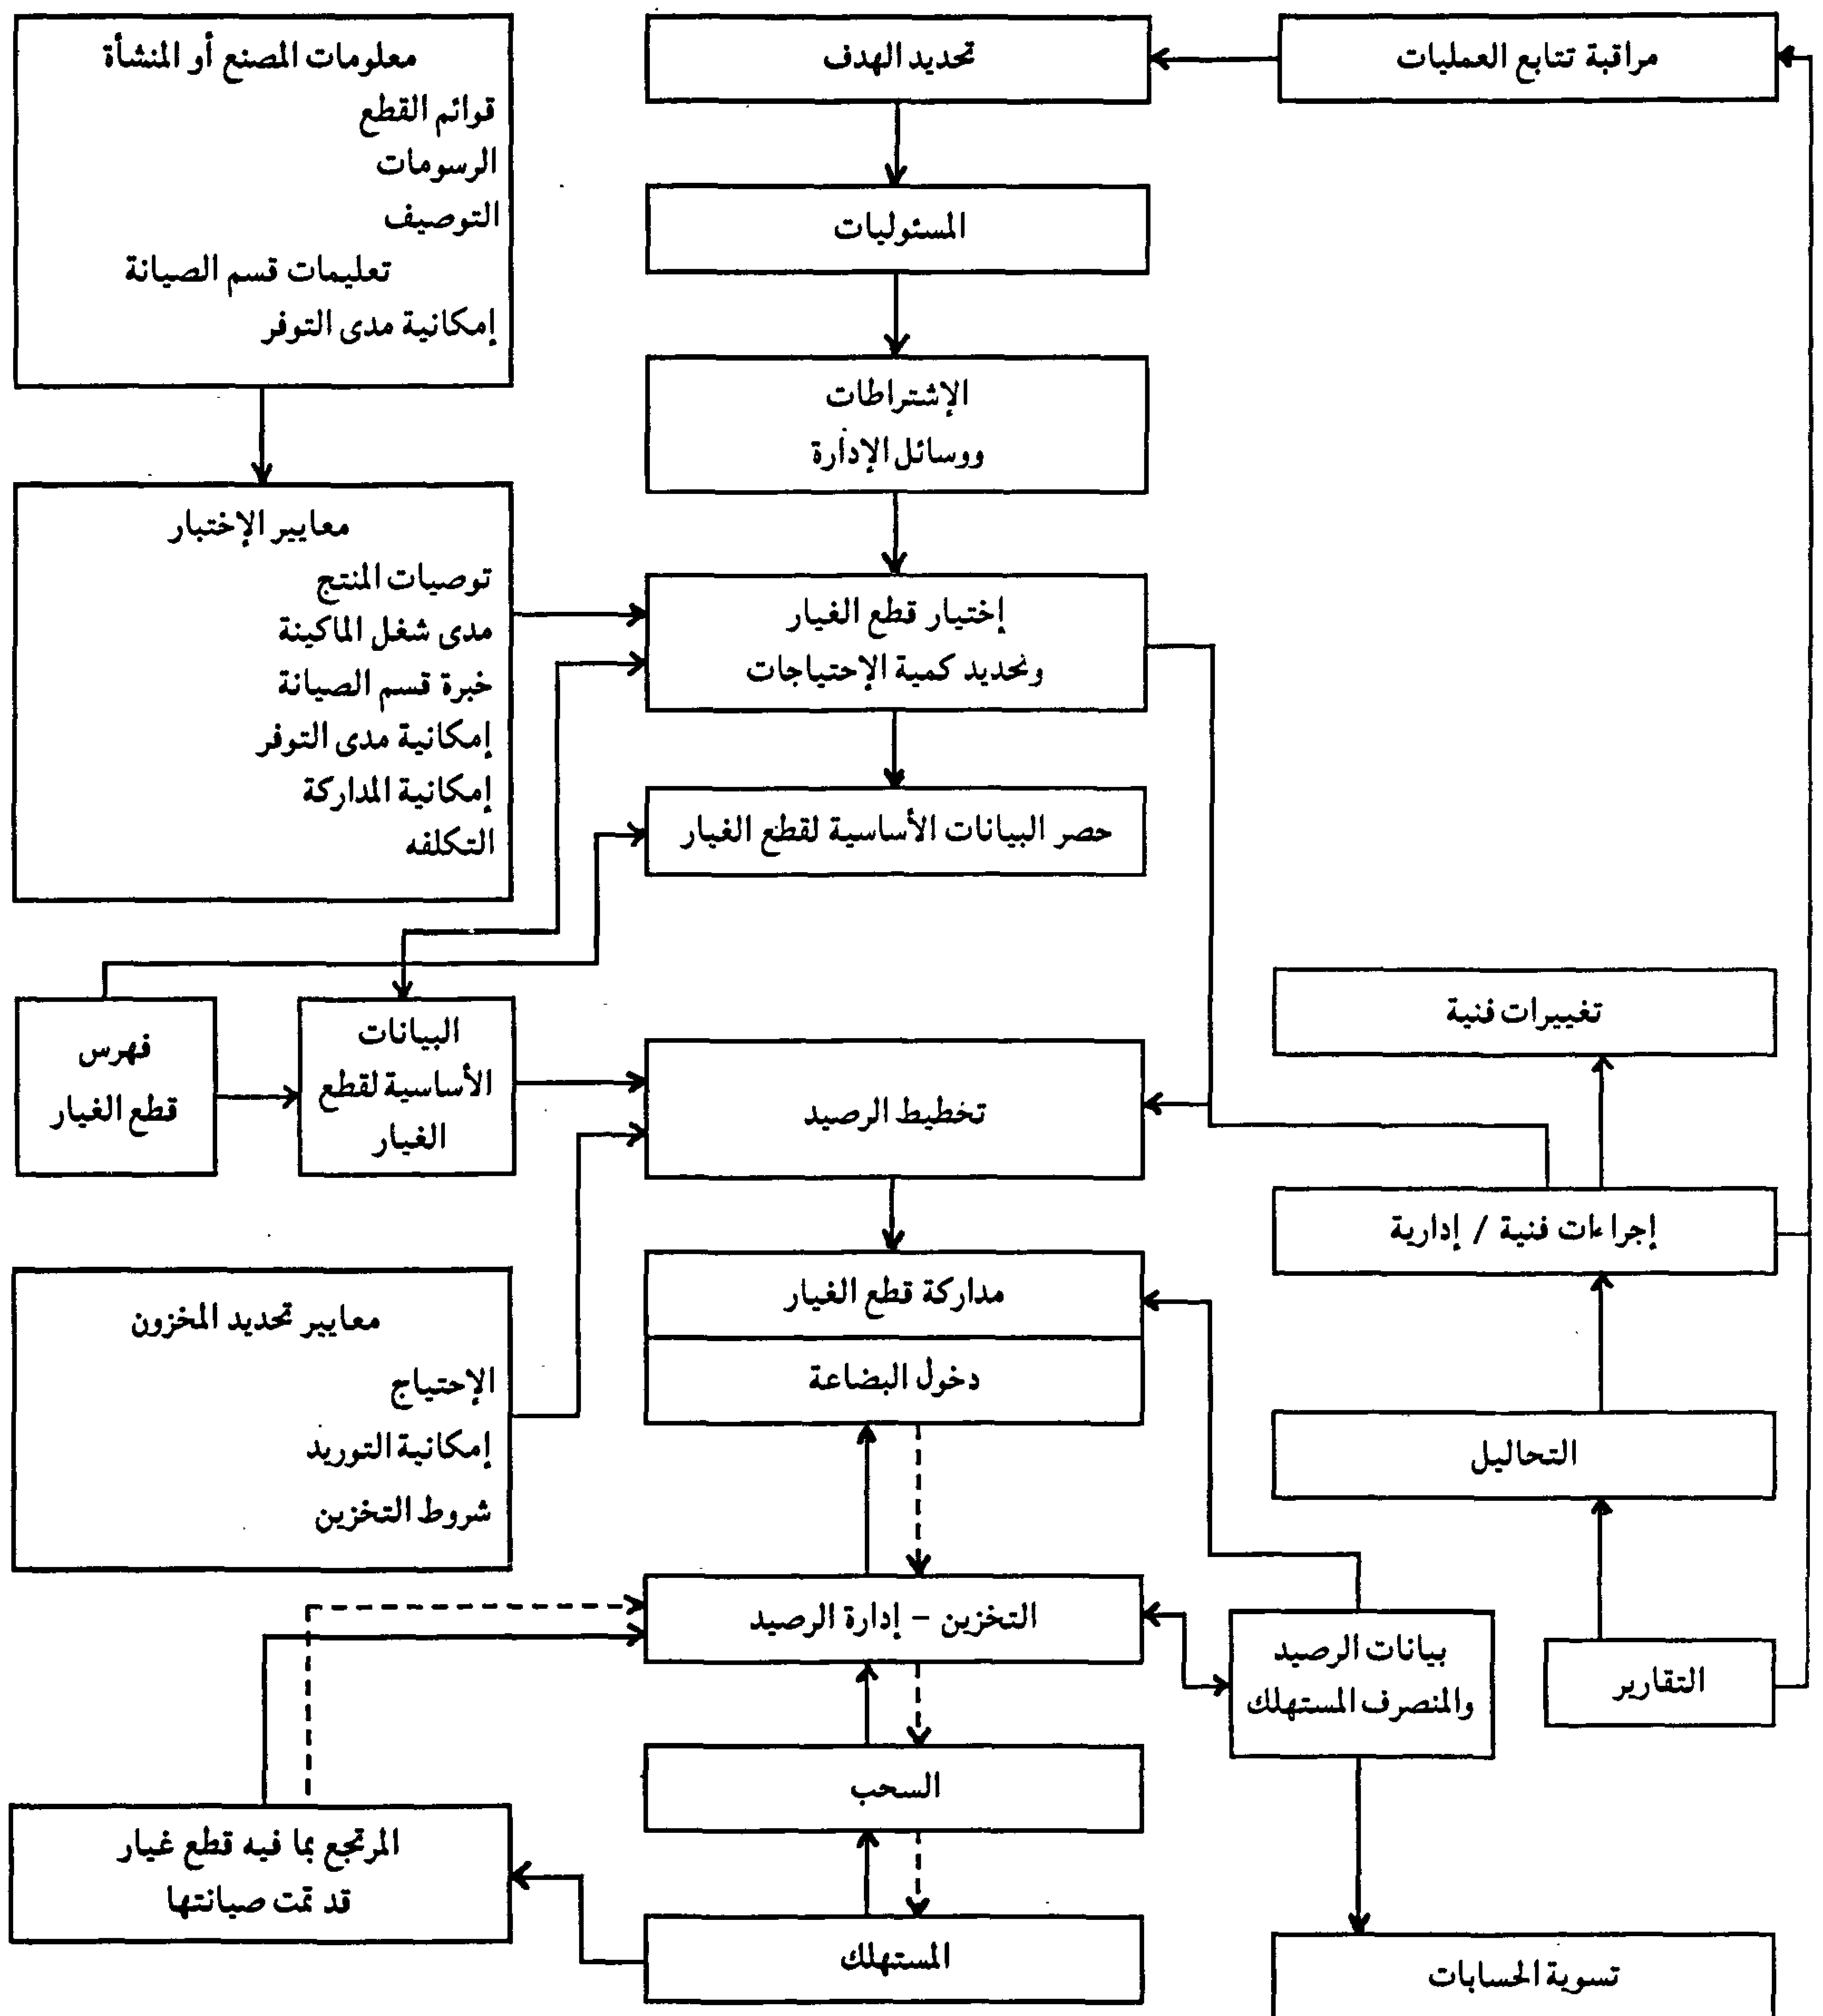 مراقبة تتابع العمليات
تحديد الهدف
معلومات المصنع أو المنشأة
قوائم القطع
الرسومات
التوصيف
تعليمات قسم الصيانة
إمكانية مدى التوفر
المسئوليات
الإشتراطات
ووسائل الإدارة
معايير الإختبار
توصيات المنتج
مدى شغل الماكينة
خبرة قسم الصيانة
إمكانية مدى التوفر
إمكانية المداركة
التكلفه
إختيار قطع الغيار
وتحديد كمية الإحتياجات
حصر البيانات الأساسية لقطع الغيار
تغييرات فنية
البيانات
الأساسية لقطع
الغيار
فهرس
قطع الغيار
تخطيط الرصيد
إجراءات فنية / إدارية
مداركة قطع الغيار
دخول البضاعة
معايير تحديد المخزون
الإحتياج
إمكانية التوريد
شروط التخزين
التحاليل
التخزين – إدارة الرصيد
بيانات الرصيد
والمنصرف المستهلك
التقارير
السحب
المرتجع بما فيه قطع غيار
قد تمت صيانتها
المستهلك
تسوية الحسابات